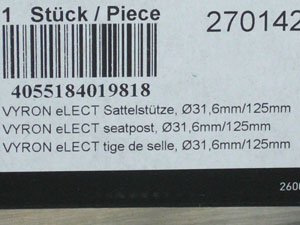 1 Stück / Piece 270142
4055184019818
VYRON eLECT Sattelstütze, Ø31,6mm/125mm
VYRON eLECT seatpost, Ø31,6mm/125mm
VYRON eLECT tige de selle, Ø31,6mm/125mm
2600